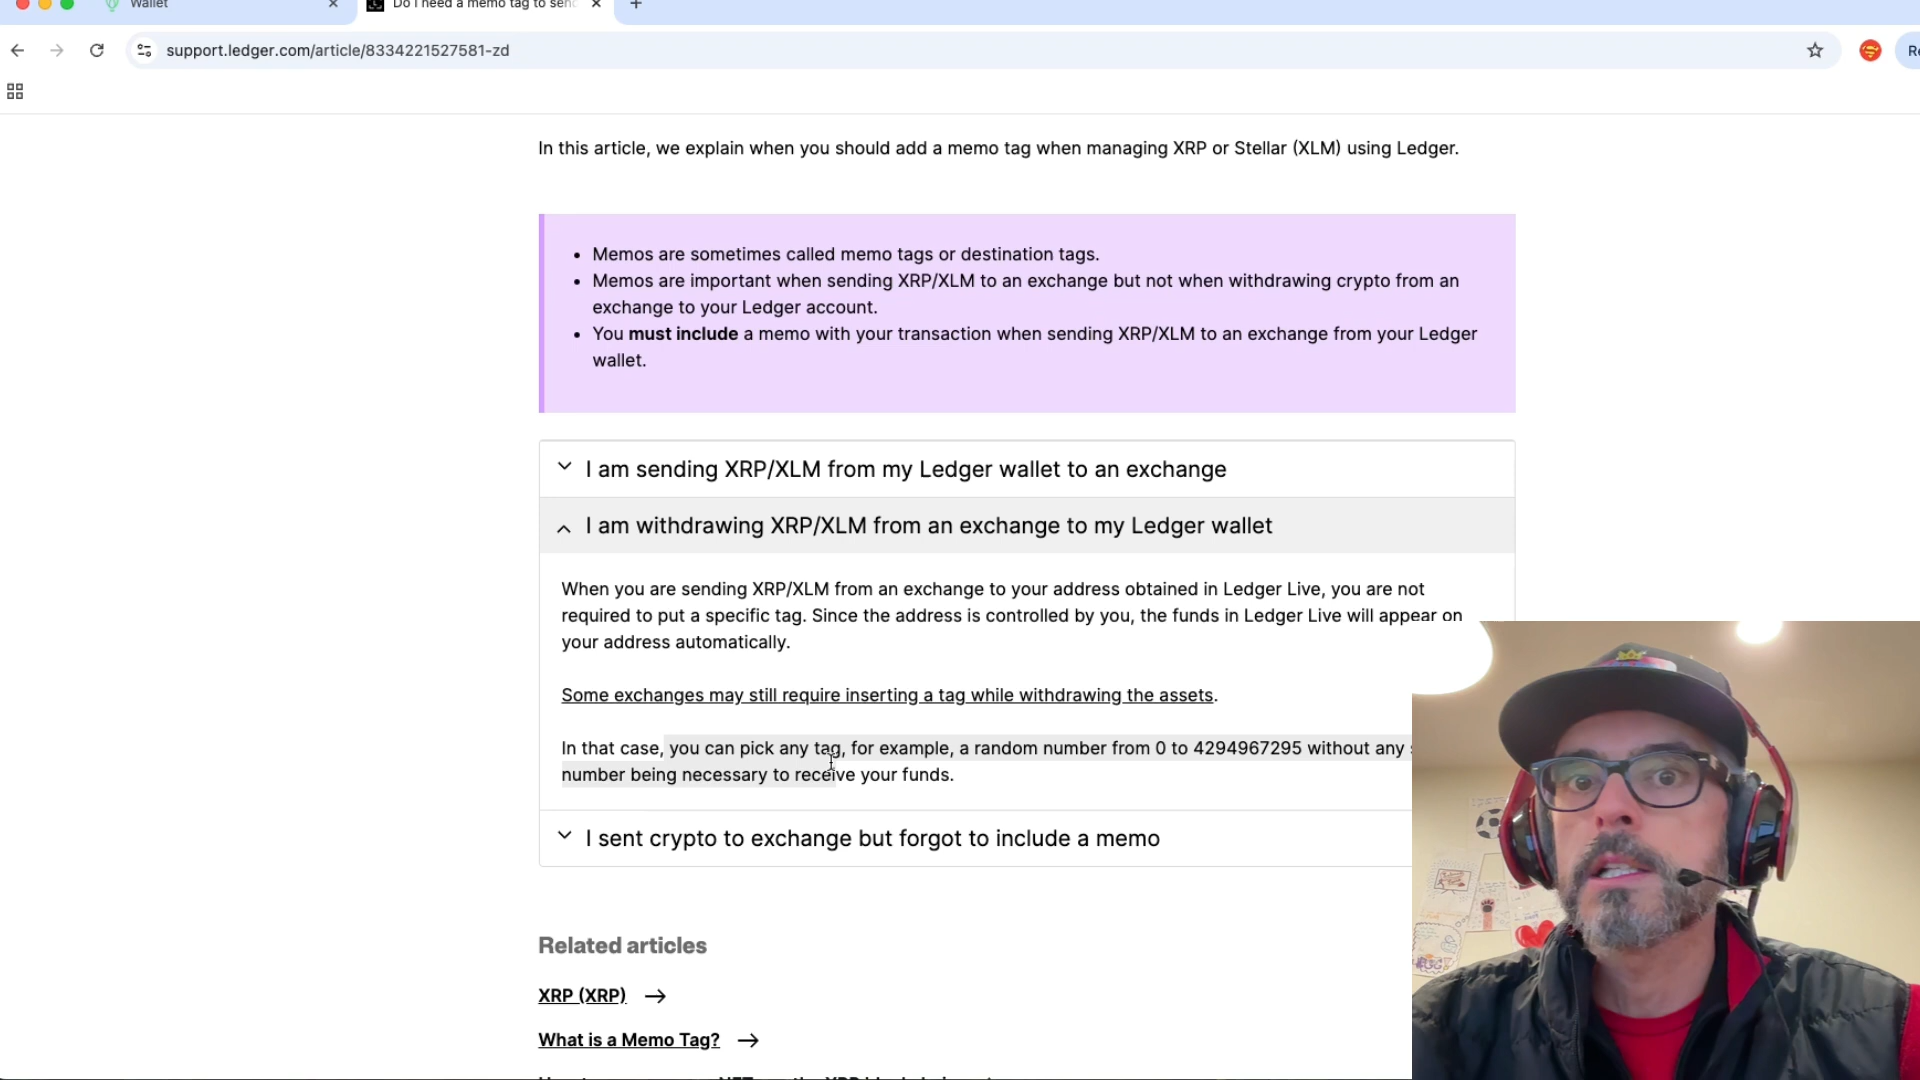 Wallet
Do I need a memo tag to send
support.ledger.com/article/8334221527581-zd
In this article, we explain when you should add a memo tag when managing XRP or Stellar (XLM) using Ledger.
• Memos are sometimes called memo tags or destination tags.
• Memos are important when sending XRP/XLM to an exchange but not when withdrawing crypto from an
exchange to your Ledger account.
• You must include a memo with your transaction when sending XRP/XLM to an exchange from your Ledger
wallet.
I am sending XRP/XLM from my Ledger wallet to an exchange
I am withdrawing XRP/XLM from an exchange to my Ledger wallet
When you are sending XRP/XLM from an exchange to your address obtained in Ledger Live, you are not
required to put a specific tag. Since the address is controlled by you, the funds in Ledger Live will appear on
your address automatically.
Some exchanges may still require inserting a tag while withdrawing the assets.
In that case, you can pick any tag, for example, a random number from 0 to 4294967295 without any
number being necessary to receive your funds.
I sent crypto to exchange but forgot to include a memo
Related articles
XRP (XRP) →
What is a Memo Tag? →